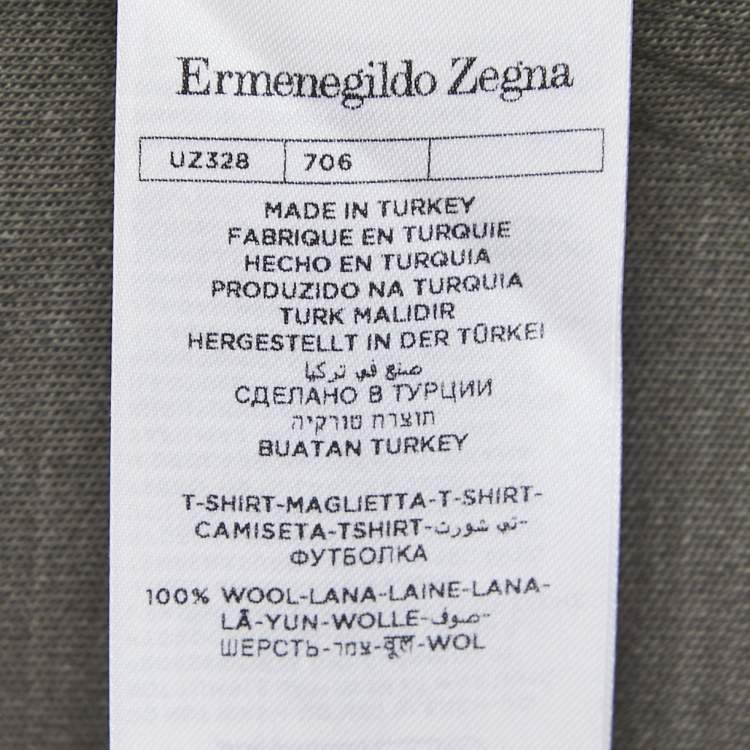 Ermenegildo Zegna
UZ328 706
MADE IN TURKEY
FABRIQUE EN TURQUIE
HECHO EN TURQUIA
PRODUZIDO NA TURQUIA
TURK MALIDIR
HERGESTELLT IN DER TÜRKEI
صنع في تركيا
СДЕЛАНО В ТУРЦИИ
תוצרת טורקיה
BUATAN TURKEY
T-SHIRT-MAGLIETTA-T-SHIRT-
CAMISETA-TSHIRT-تي شورت-
ФУТБОЛКА
100% WOOL-LANA-LAINE-LANA-
LÃ-YUN-WOLLE-صوف-
ШЕРСТЬ-צמר-वूल-WOL